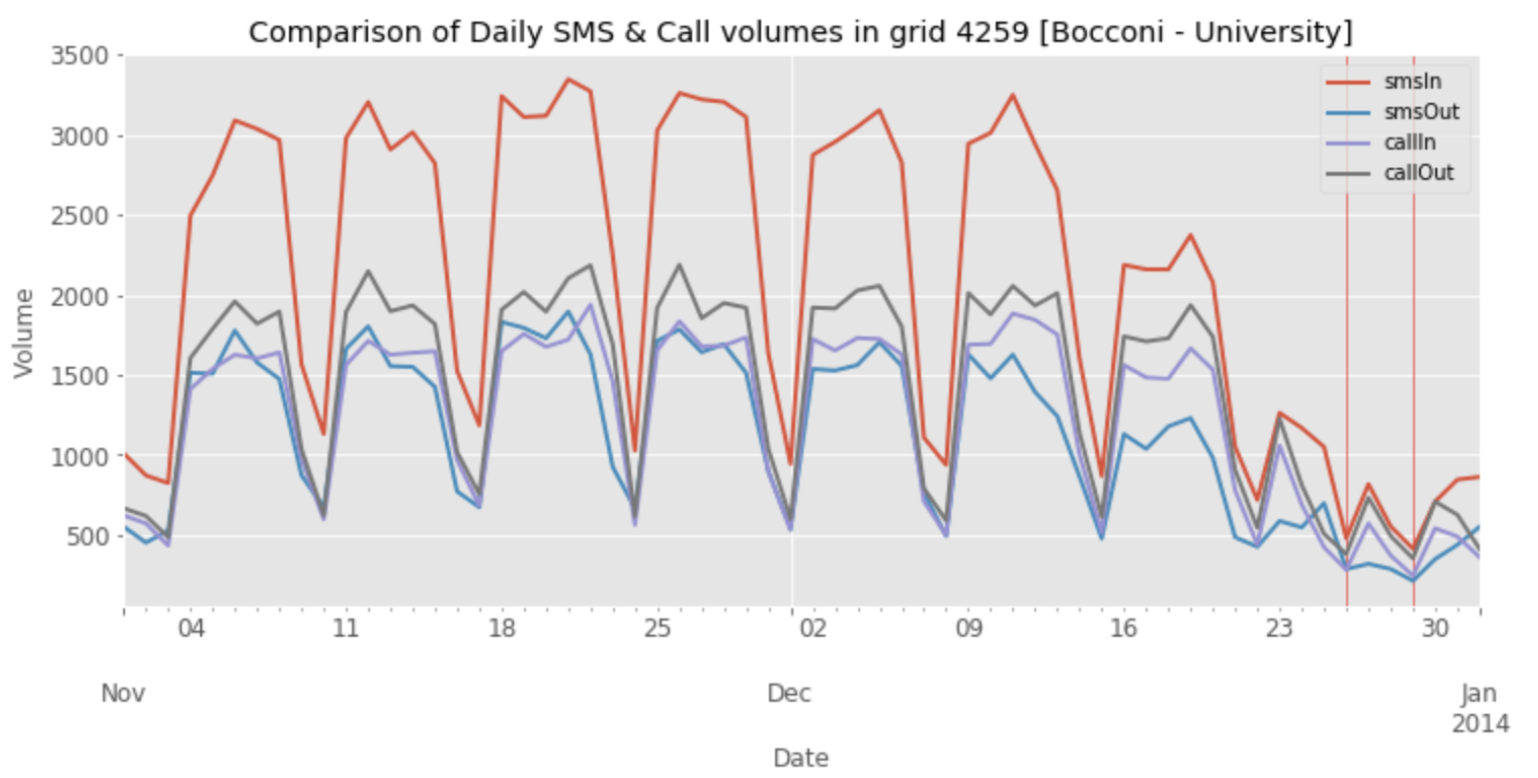 Comparison of Daily SMS & Call volumes in grid 4259 [Bocconi - University]
3500
3000
2500
2000
1500
1000
500
Volume
smsIn
smsOut
callIn
callOut
04 11 18 25 02 09 16 23 30
Nov Dec Jan
2014
Date